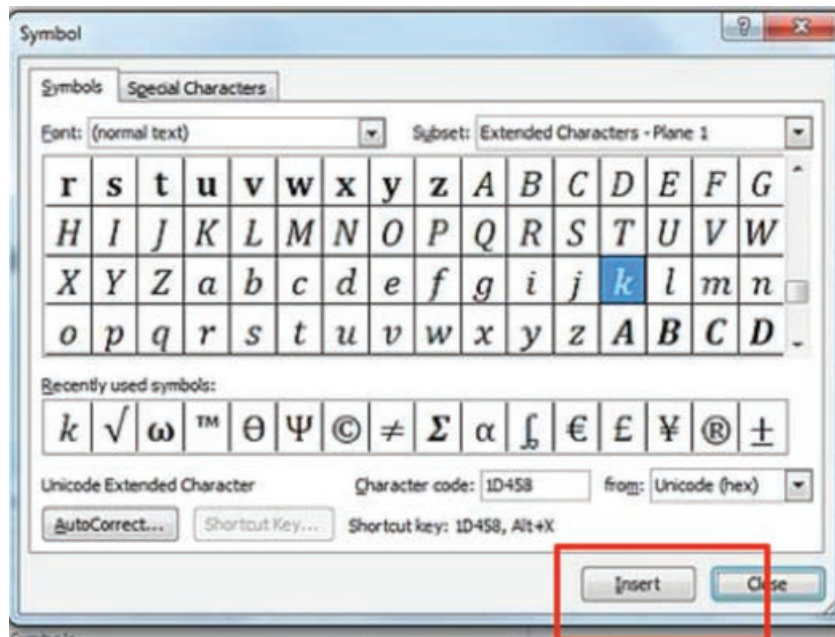 Symbol
Symbols Special Characters
Font: (normal text) Subset: Extended Characters - Plane 1
r s t u v w x y z A B C D E F G
H I J K L M N O P Q R S T U V W
X Y Z a b c d e f g i j k l m n
o p q r s t u v w x y z A B C D
Recently used symbols:
k √ ω ™ Θ Ψ © ≠ Σ α € £ ¥ ® ±
Unicode Extended Character Character code: 1D458 from: Unicode (hex)
AutoCorrect... Shortcut Key... Shortcut key: 1D458, Alt+X
Insert Close